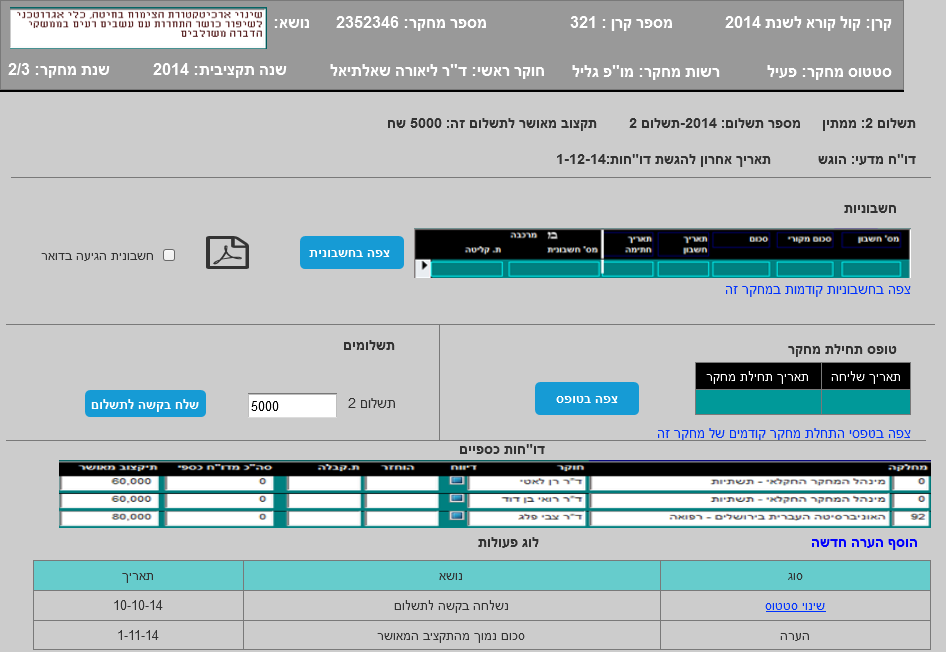 קרן: קול קורא לשנת 2014 מספר קרן : 321 מספר מחקר: 2352346 נושא: שינוי ארכיטקטורת הצימוח בחיטה, כלי אגרוטכני
לשיפור כושר התחרות עם עשבים רעים בממשקי
הדברה משולבים
סטטוס מחקר: פעיל רשות מחקר: מו"פ גליל חוקר ראשי: ד"ר ליאורה שאלתיאל שנה תקציבית: 2014 שנת מחקר: 2/3
תשלום 2: ממתין מספר תשלום: 2014-תשלום 2 תקצוב מאושר לתשלום זה: 5000 שח
דו"ח מדעי: הוגש תאריך אחרון להגשת דו"חות:1-12-14
חשבוניות
מס' חשבון סכום מקורי סכום תאריך חשבון תאריך חתימה מס' חשבונית בנ מרכבה ת. קליטה
צפה בחשבונית
חשבונית הגיעה בדואר
צפה בחשבוניות קודמות במחקר זה
טופס תחילת מחקר
תאריך שליחה תאריך תחילת מחקר
צפה בטופס
צפה בטפסי התחלת מחקר קודמים של מחקר זה
תשלומים
תשלום 2 5000 שלח בקשה לתשלום
דו"חות כספיים
מחלקה חוקר דיווח הוחזר ת.קבלה סה"כ מדו"ח כספי תיקצוב מאושר
0 מינהל המחקר החקלאי - תשתיות ד"ר רן לאטי 0 60,000
0 מינהל המחקר החקלאי - תשתיות ד"ר רואי בן דוד 0 60,000
92 האוניברסיטה העברית בירושלים - רפואה ד"ר צבי פלג 0 80,000
הוסף הערה חדשה לוג פעולות
סוג נושא תאריך
שינוי סטטוס נשלחה בקשה לתשלום 10-10-14
הערה סכום נמוך מהתקציב המאושר 1-11-14